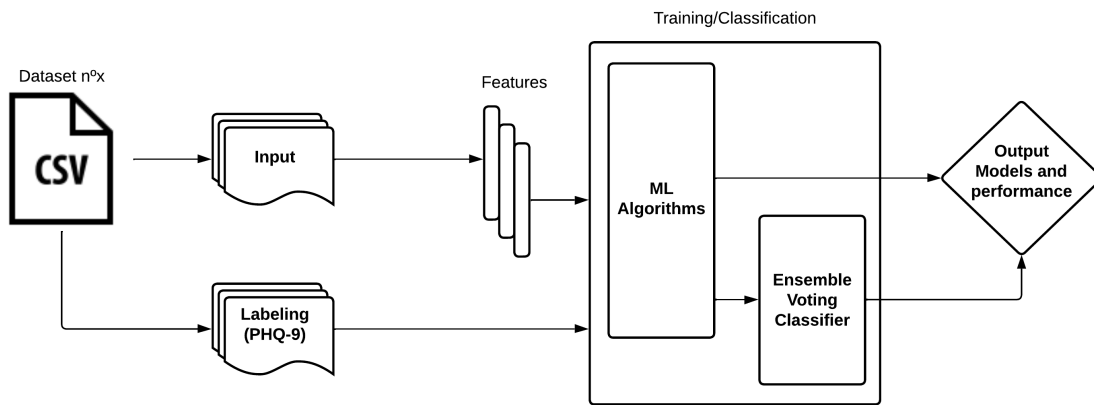 Training/Classification
Dataset nºx
CSV
Features
Input
ML
Algorithms
Output
Models and
performance
Labeling
(PHQ-9)
Ensemble
Voting
Classifier